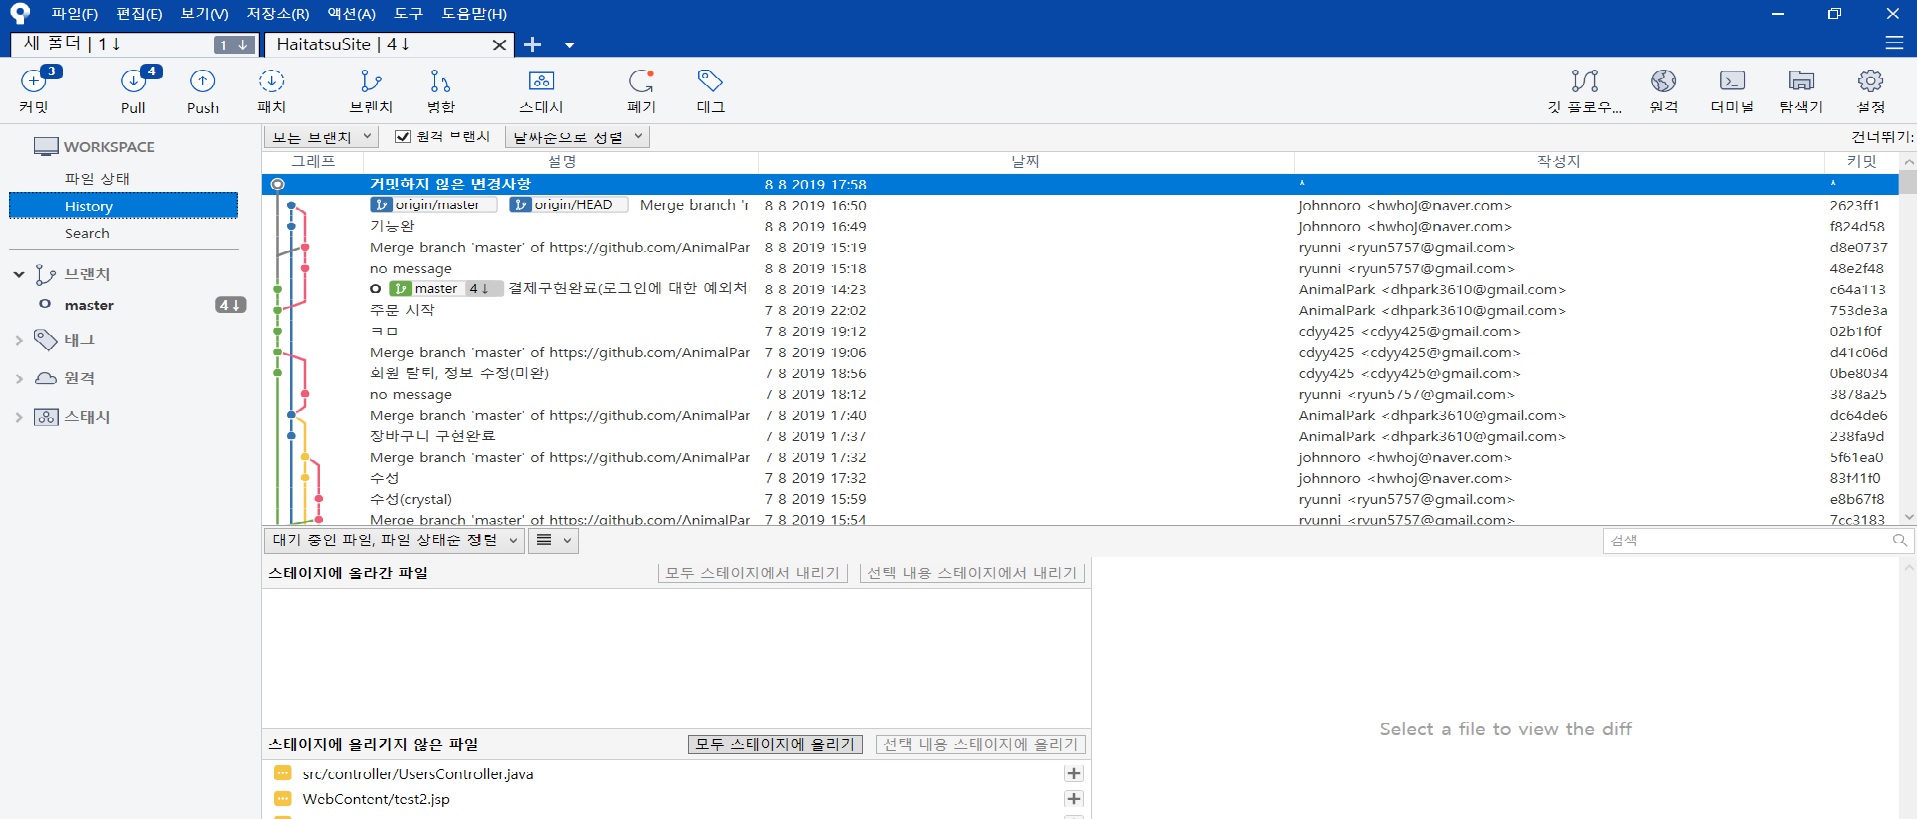 파일(F) 편집(E) 보기(V) 저장소(R) 액션(A) 도구 도움말(H)
새 폴더 | 1↓ 1 ↓ HaitatsuSite | 4↓
3 4
커밋 Pull Push 패치 브랜치 병합 스태시 폐기 태그 깃 플로우... 원격 터미널 탐색기 설정
WORKSPACE
파일 상태
History
Search
브랜치
master 4↓
태그
원격
스태시
모든 브랜치 원격 브랜치 날짜순으로 정렬 건너뛰기:
그래프 설명 날짜 작성자 커밋
커밋하지 않은 변경사항 8 8 2019 17:58 * *
origin/master origin/HEAD Merge branch 'r 8 8 2019 16:50 Johnnoro <hwhoj@naver.com> 2623ff1
기능완 8 8 2019 16:49 Johnnoro <hwhoj@naver.com> f824d58
Merge branch 'master' of https://github.com/AnimalPar 8 8 2019 15:19 ryunni <ryun5757@gmail.com> d8e0737
no message 8 8 2019 15:18 ryunni <ryun5757@gmail.com> 48e2f48
master 4↓ 결제구현완료(로그인에 대한 예외처 8 8 2019 14:23 AnimalPark <dhpark3610@gmail.com> c64a113
주문 시작 7 8 2019 22:02 AnimalPark <dhpark3610@gmail.com> 753de3a
ㅋㅁ 7 8 2019 19:12 cdyy425 <cdyy425@gmail.com> 02b1f0f
Merge branch 'master' of https://github.com/AnimalPar 7 8 2019 19:06 cdyy425 <cdyy425@gmail.com> d41c06d
회원 탈퇴, 정보 수정(미완) 7 8 2019 18:56 cdyy425 <cdyy425@gmail.com> 0be8034
no message 7 8 2019 18:12 ryunni <ryun5757@gmail.com> 3878a25
Merge branch 'master' of https://github.com/AnimalPar 7 8 2019 17:40 AnimalPark <dhpark3610@gmail.com> dc64de6
장바구니 구현완료 7 8 2019 17:37 AnimalPark <dhpark3610@gmail.com> 238fa9d
Merge branch 'master' of https://github.com/AnimalPar 7 8 2019 17:32 johnnoro <hwhoj@naver.com> 5f61ea0
수성 7 8 2019 17:32 johnnoro <hwhoj@naver.com> 83f41f0
수성(crystal) 7 8 2019 15:59 ryunni <ryun5757@gmail.com> e8b67f8
Merge branch 'master' of https://github.com/AnimalPar 7 8 2019 15:54 ryunni <ryun5757@gmail.com> 7cc3183
대기 중인 파일, 파일 상태순 정렬 검색
스테이지에 올라간 파일 모두 스테이지에서 내리기 선택 내용 스테이지에서 내리기
Select a file to view the diff
스테이지에 올리기지 않은 파일 모두 스테이지에 올리기 선택 내용 스테이지에 올리기
src/controller/UsersController.java
WebContent/test2.jsp